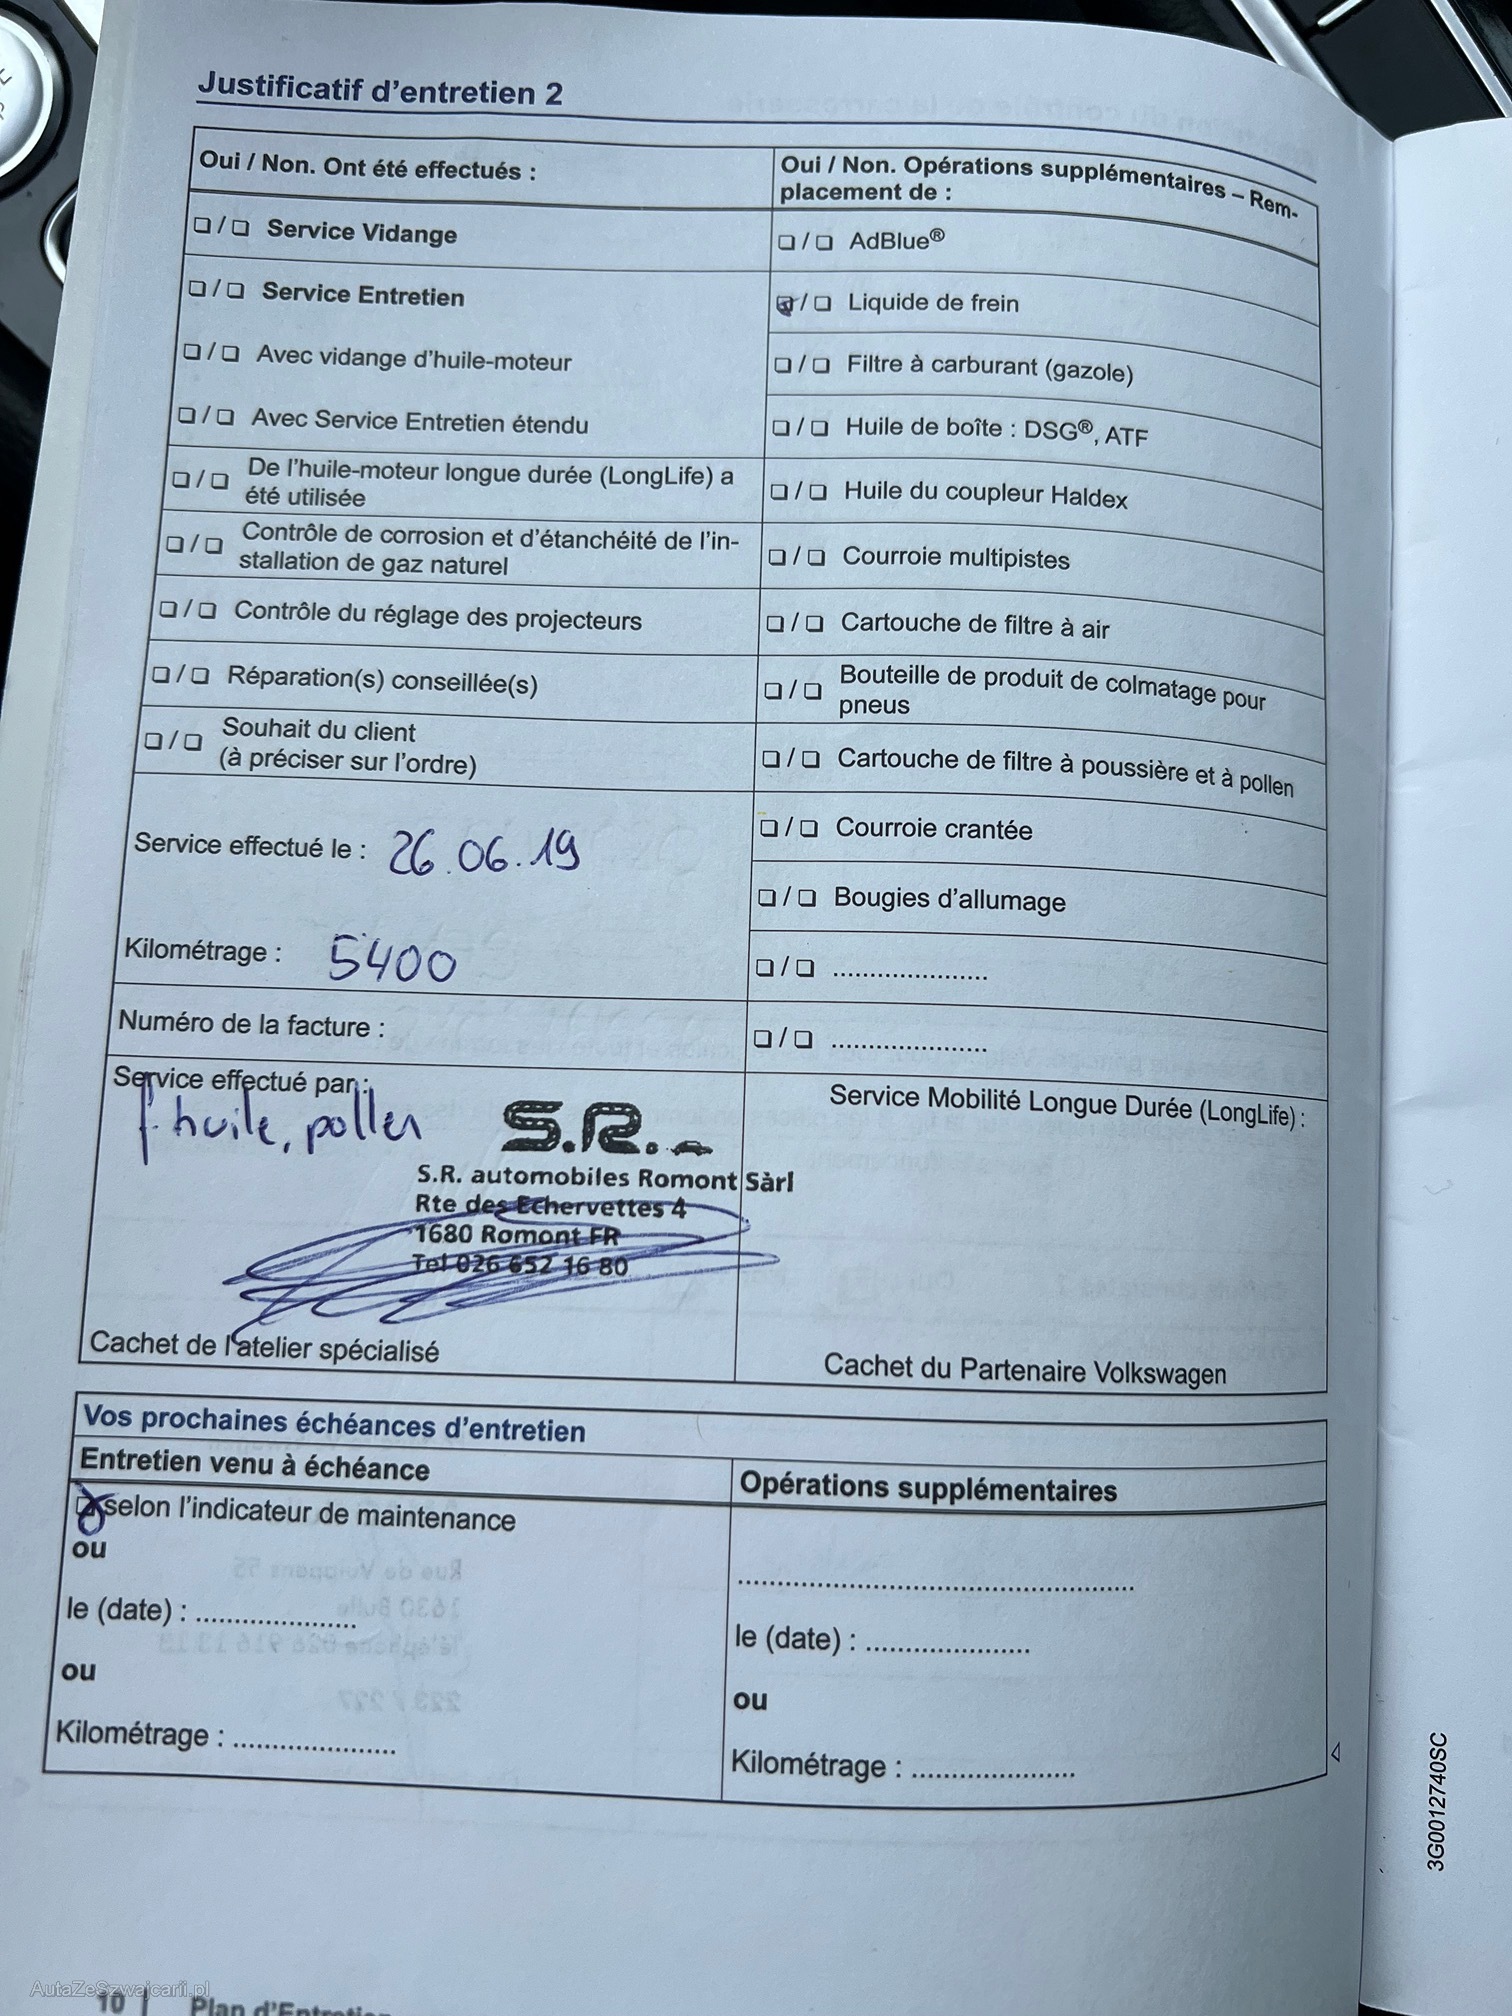 Justificatif d'entretien 2
Oui / Non. Ont été effectués :
❏ / ❏ Service Vidange
❏ / ❏ Service Entretien
❏ / ❏ Avec vidange d'huile-moteur
❏ / ❏ Avec Service Entretien étendu
❏ / ❏ De l'huile-moteur longue durée (LongLife) a
été utilisée
❏ / ❏ Contrôle de corrosion et d'étanchéité de l'in-
stallation de gaz naturel
❏ / ❏ Contrôle du réglage des projecteurs
❏ / ❏ Réparation(s) conseillée(s)
❏ / ❏ Souhait du client
(à préciser sur l'ordre)
Service effectué le : 26.06.19
Kilométrage : 5400
Numéro de la facture :
Service effectué par :
f. huile, pollen
S.R.
S.R. automobiles Romont Sàrl
Rte des Echervettes 4
1680 Romont FR
Tel 026 652 16 80
Cachet de l'atelier spécialisé
Oui / Non. Opérations supplémentaires – Rem-
placement de :
❏ / ❏ AdBlue®
☑ / ❏ Liquide de frein
❏ / ❏ Filtre à carburant (gazole)
❏ / ❏ Huile de boîte : DSG®, ATF
❏ / ❏ Huile du coupleur Haldex
❏ / ❏ Courroie multipistes
❏ / ❏ Cartouche de filtre à air
❏ / ❏ Bouteille de produit de colmatage pour
pneus
❏ / ❏ Cartouche de filtre à poussière et à pollen
❏ / ❏ Courroie crantée
❏ / ❏ Bougies d'allumage
❏ / ❏ ......................
❏ / ❏ ......................
Service Mobilité Longue Durée (LongLife) :
Cachet du Partenaire Volkswagen
Vos prochaines échéances d'entretien
Entretien venu à échéance
☒ selon l'indicateur de maintenance
ou
le (date) : ......................
ou
Kilométrage : ......................
Opérations supplémentaires
....................................................
le (date) : ......................
ou
Kilométrage : ......................
3G0012740SC
AutaZeSzwajcarii.pl
10 | Plan d'Entretien